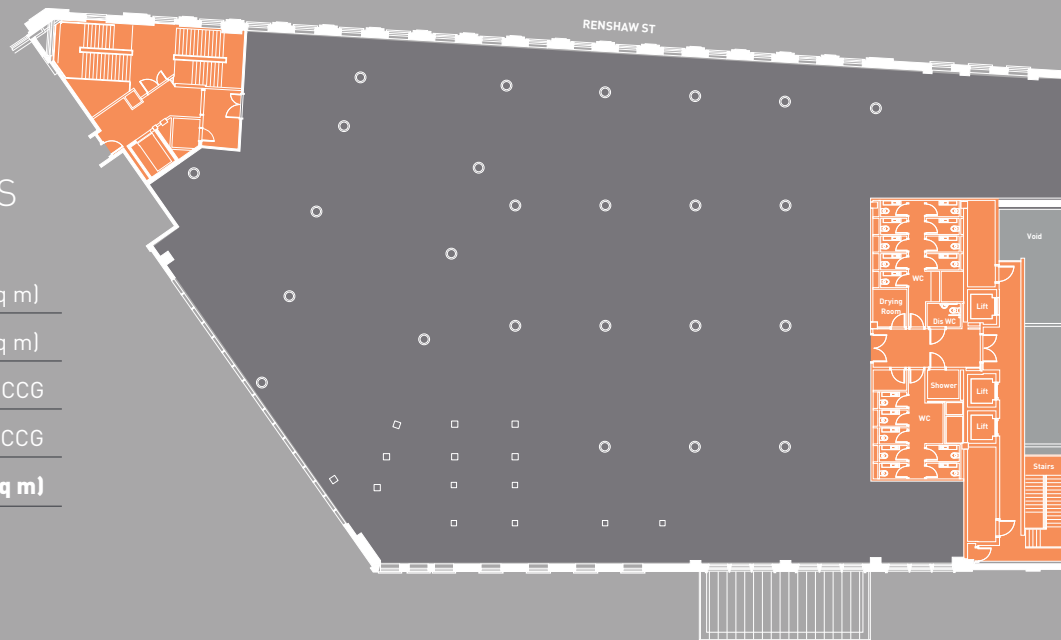 RENSHAW ST
S
q m)
q m)
CCG
CCG
q m)
Void
WC
Drying
Room
Dis WC
Lift
Shower
Lift
WC
Lift
Stairs